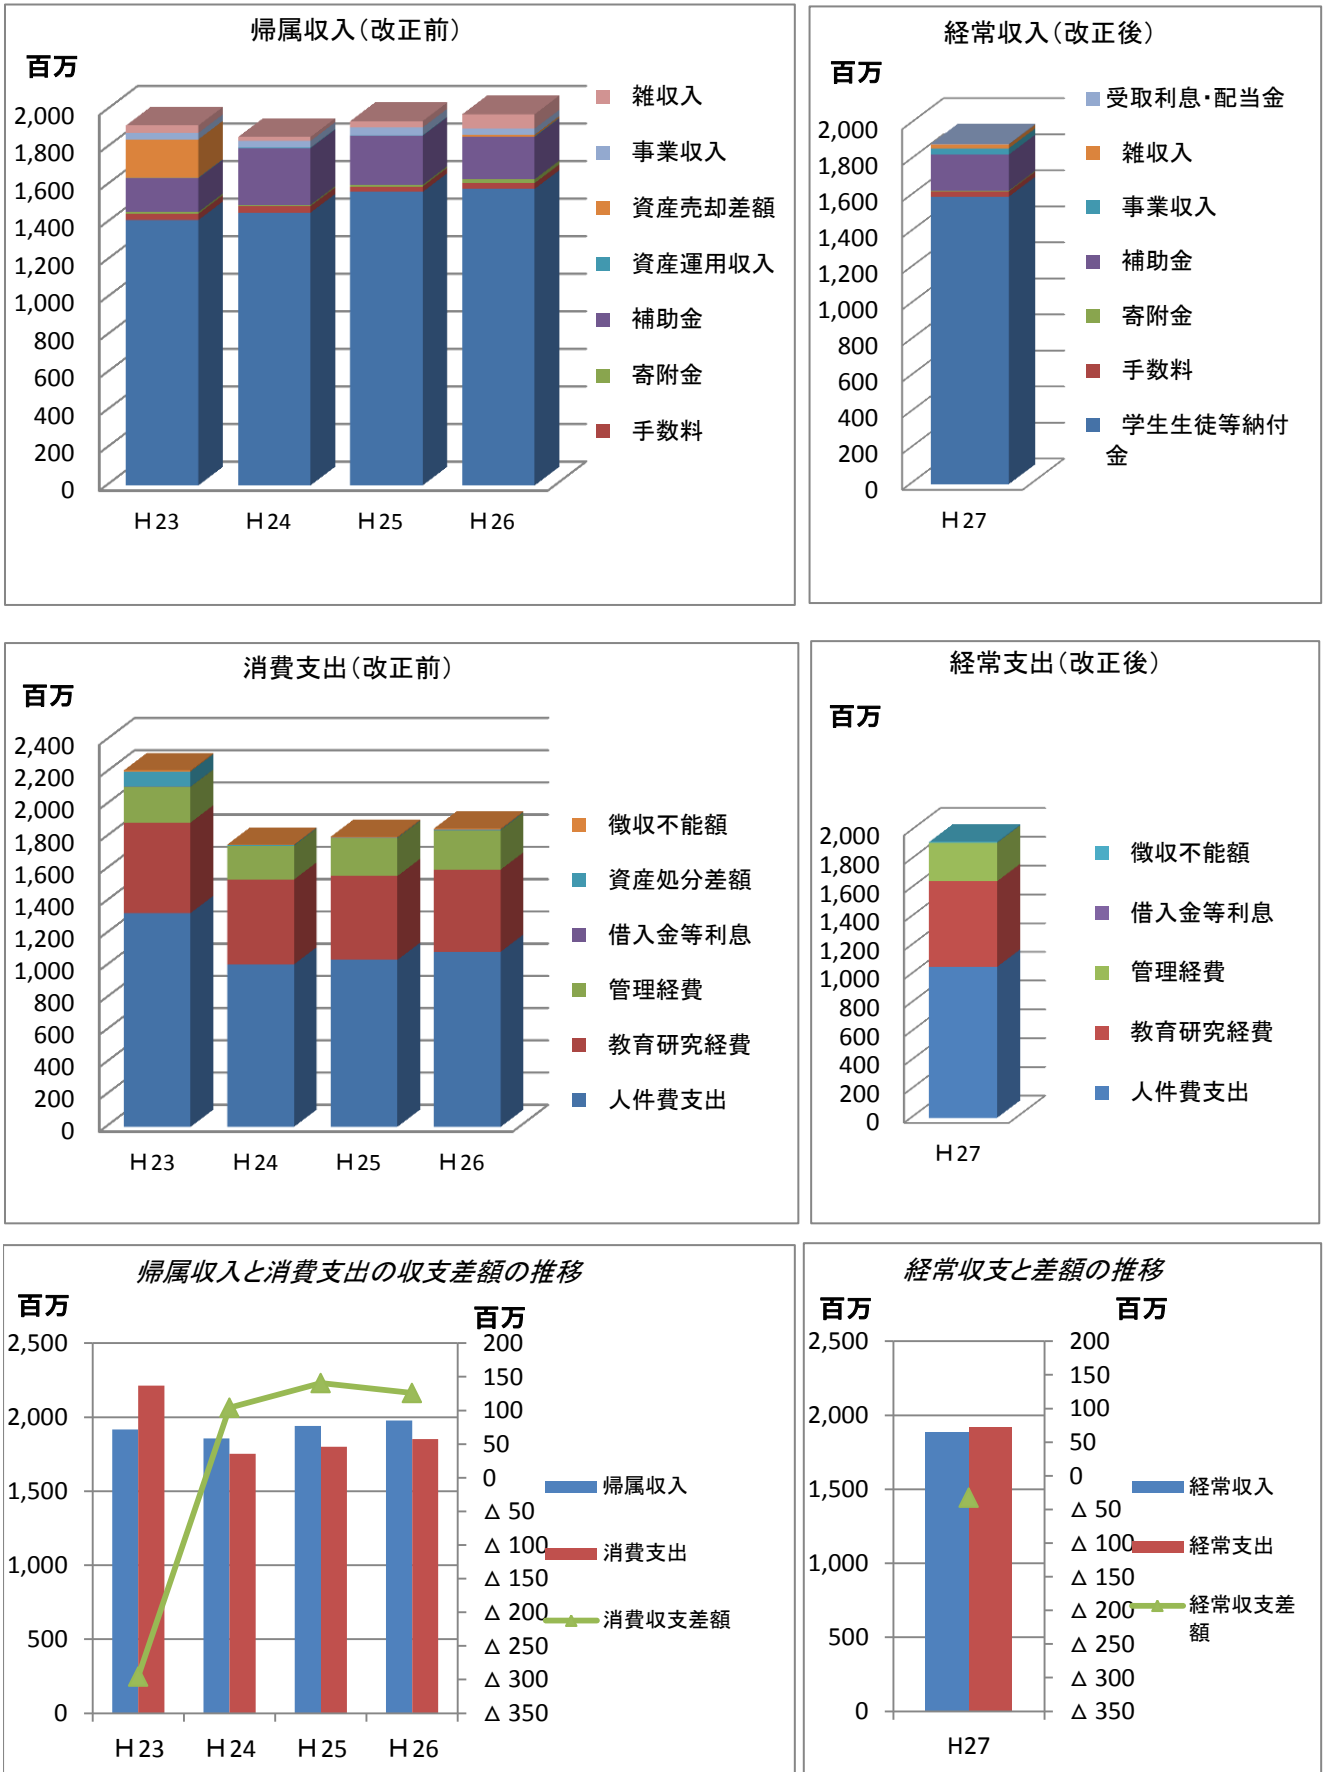 帰属収入（改正前）
百万
2,000
1,800
1,600
1,400
1,200
1,000
800
600
400
200
0
H23
H24
H25
H26
雑収入
事業収入
資産売却差額
資産運用収入
補助金
寄附金
手数料
経常収入（改正後）
百万
2,000
1,800
1,600
1,400
1,200
1,000
800
600
400
200
0
H27
受取利息・配当金
雑収入
事業収入
補助金
寄附金
手数料
学生生徒等納付
金
消費支出（改正前）
百万
2,400
2,200
2,000
1,800
1,600
1,400
1,200
1,000
800
600
400
200
0
H23
H24
H25
H26
徴収不能額
資産処分差額
借入金等利息
管理経費
教育研究経費
人件費支出
経常支出（改正後）
百万
2,000
1,800
1,600
1,400
1,200
1,000
800
600
400
200
0
H27
徴収不能額
借入金等利息
管理経費
教育研究経費
人件費支出
帰属収入と消費支出の収支差額の推移
百万
百万
2,500
2,000
1,500
1,000
500
0
200
150
100
50
0
△ 50
△ 100
△ 150
△ 200
△ 250
△ 300
△ 350
H23
H24
H25
H26
帰属収入
消費支出
消費収支差額
経常収支と差額の推移
百万
百万
2,500
2,000
1,500
1,000
500
0
200
150
100
50
0
△ 50
△ 100
△ 150
△ 200
△ 250
△ 300
△ 350
H27
経常収入
経常支出
経常収支差
額